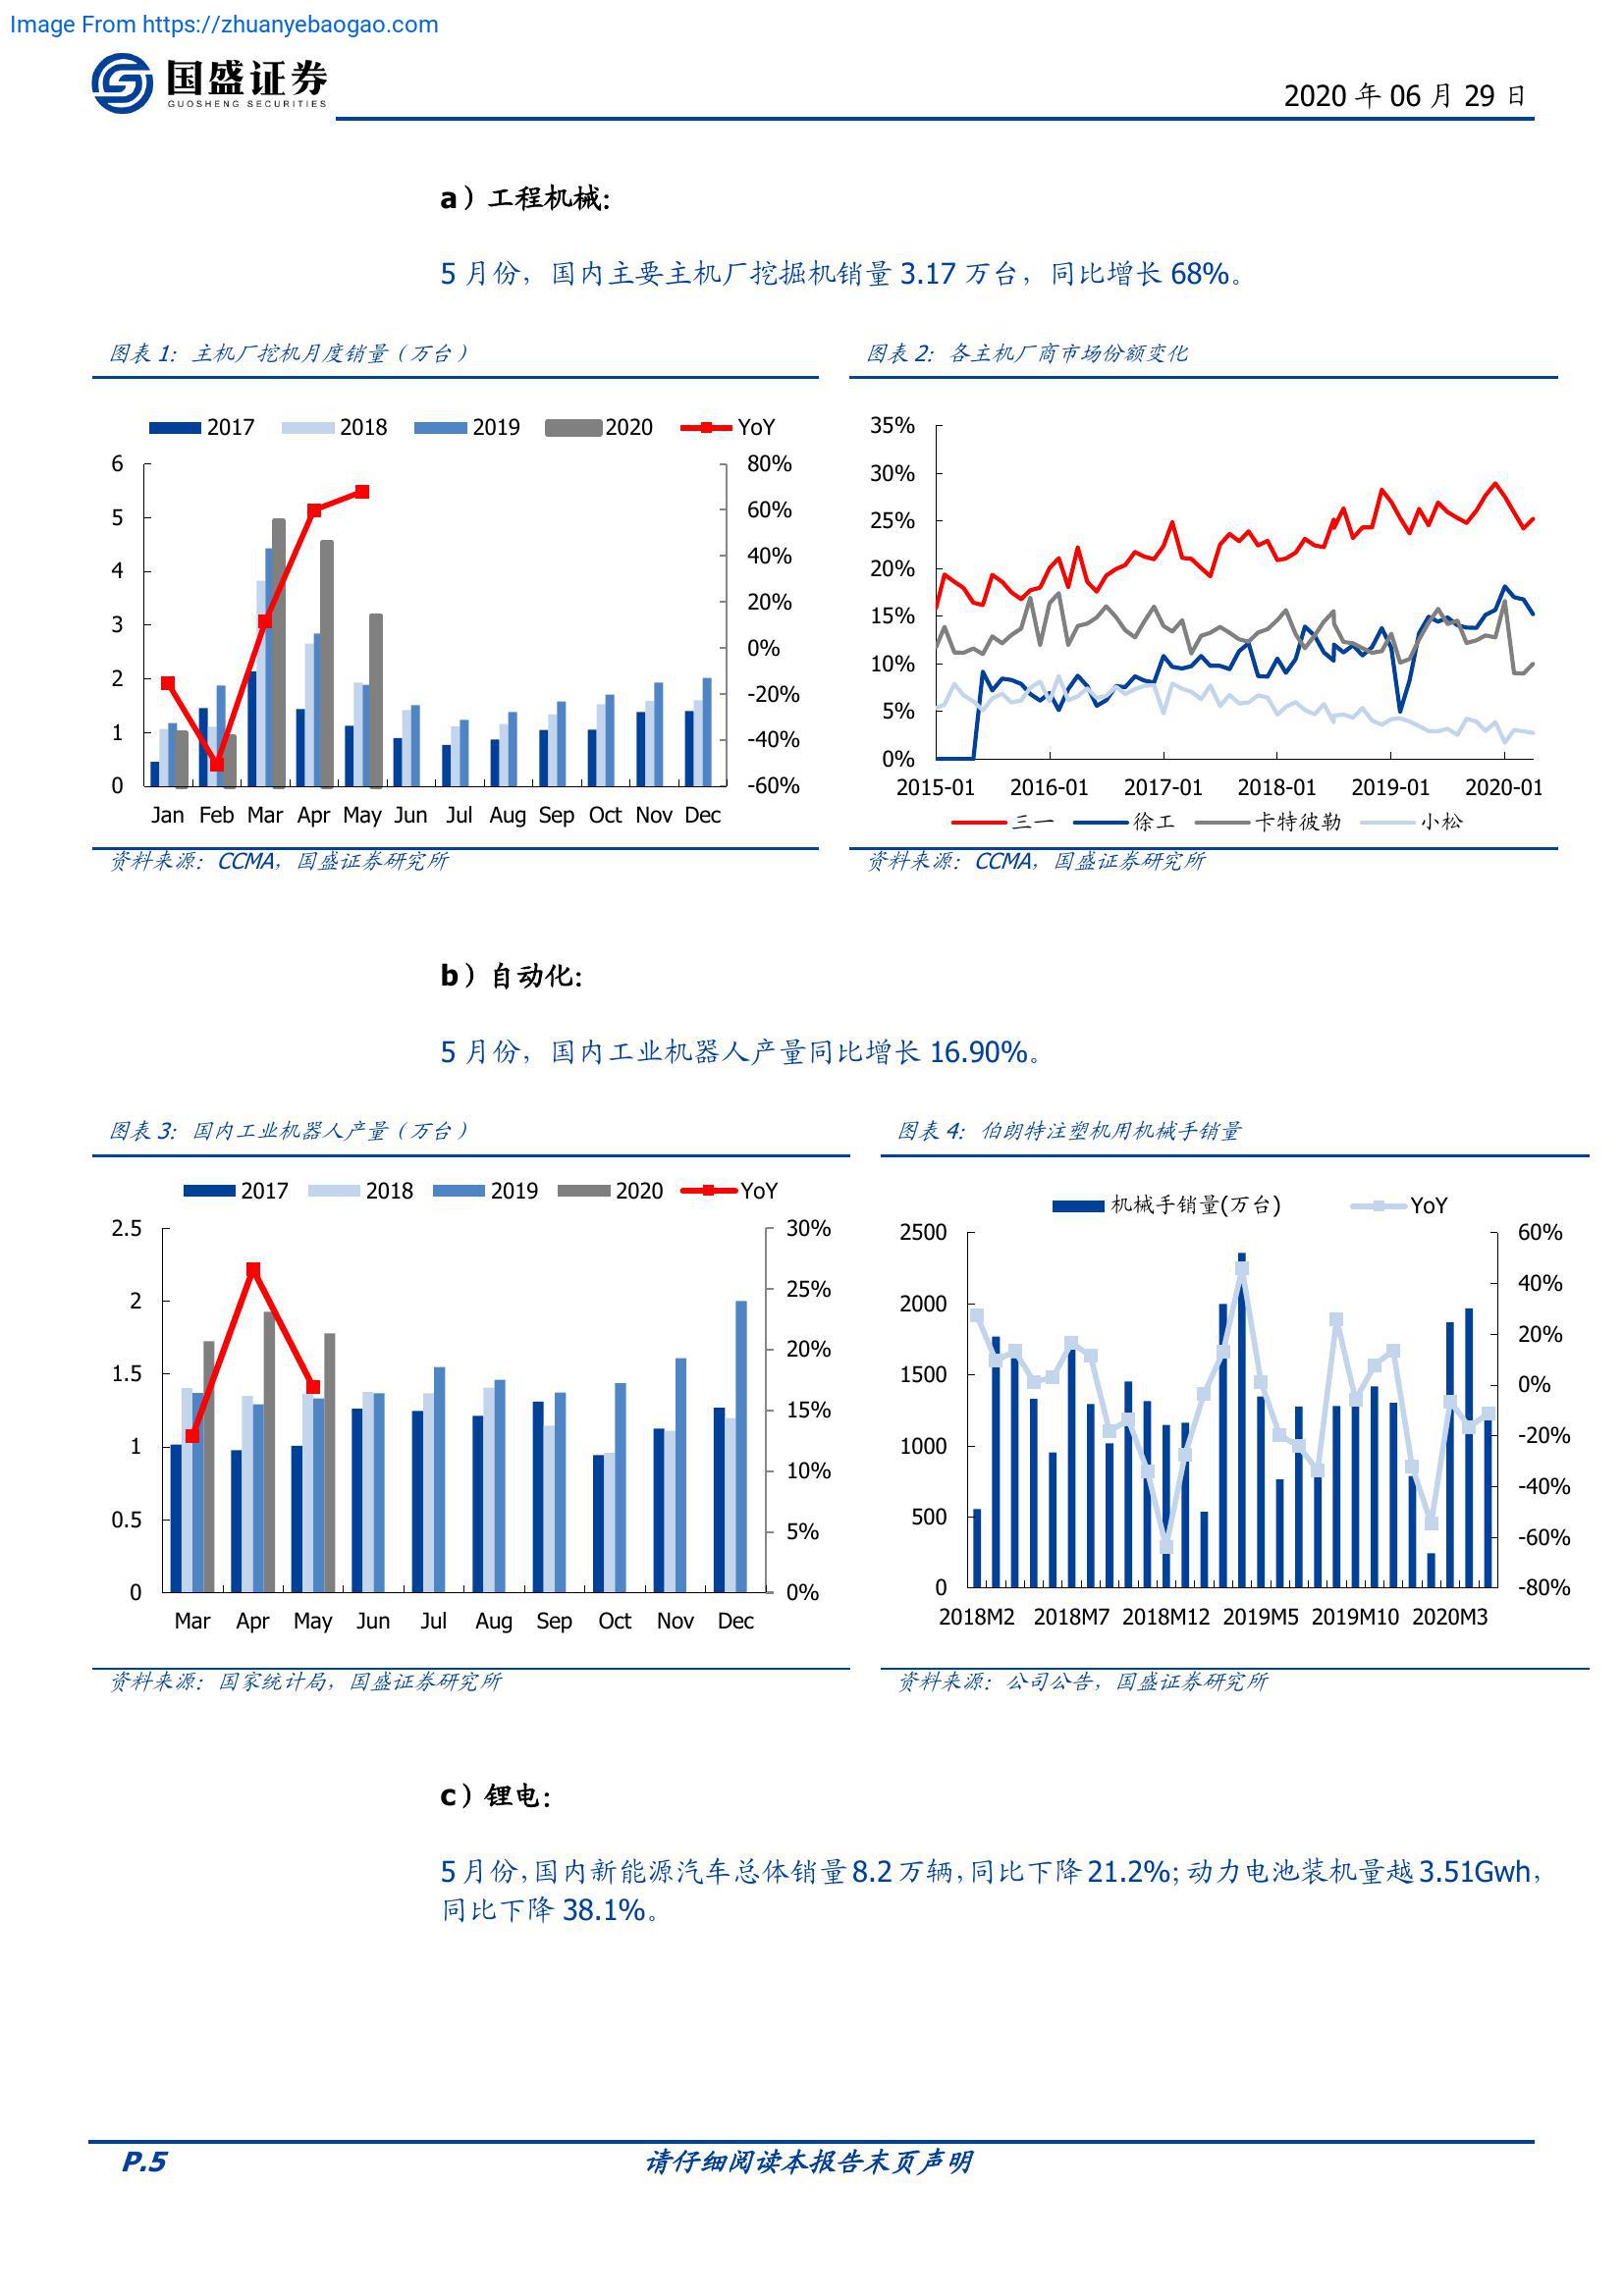 Image From https://zhuanyebaogao.com
国盛证券
GUOSHENG SECURITIES
2020 年 06 月 29 日
a）工程机械：
5 月份，国内主要主机厂挖掘机销量 3.17 万台，同比增长 68%。
图表 1：主机厂挖机月度销量（万台）
2017 2018 2019 2020 YoY
6
5
4
3
2
1
0
80%
60%
40%
20%
0%
-20%
-40%
-60%
Jan Feb Mar Apr May Jun Jul Aug Sep Oct Nov Dec
资料来源：CCMA，国盛证券研究所
图表 2：各主机厂商市场份额变化
35%
30%
25%
20%
15%
10%
5%
0%
2015-01 2016-01 2017-01 2018-01 2019-01 2020-01
三一 徐工 卡特彼勒 小松
资料来源：CCMA，国盛证券研究所
b）自动化：
5 月份，国内工业机器人产量同比增长 16.90%。
图表 3：国内工业机器人产量（万台）
2017 2018 2019 2020 YoY
2.5
2
1.5
1
0.5
0
30%
25%
20%
15%
10%
5%
0%
Mar Apr May Jun Jul Aug Sep Oct Nov Dec
资料来源：国家统计局，国盛证券研究所
图表 4：伯朗特注塑机用机械手销量
机械手销量(万台) YoY
2500
2000
1500
1000
500
0
60%
40%
20%
0%
-20%
-40%
-60%
-80%
2018M2 2018M7 2018M12 2019M5 2019M10 2020M3
资料来源：公司公告，国盛证券研究所
c）锂电：
5 月份，国内新能源汽车总体销量 8.2 万辆，同比下降 21.2%；动力电池装机量越 3.51Gwh，
同比下降 38.1%。
P.5
请仔细阅读本报告末页声明